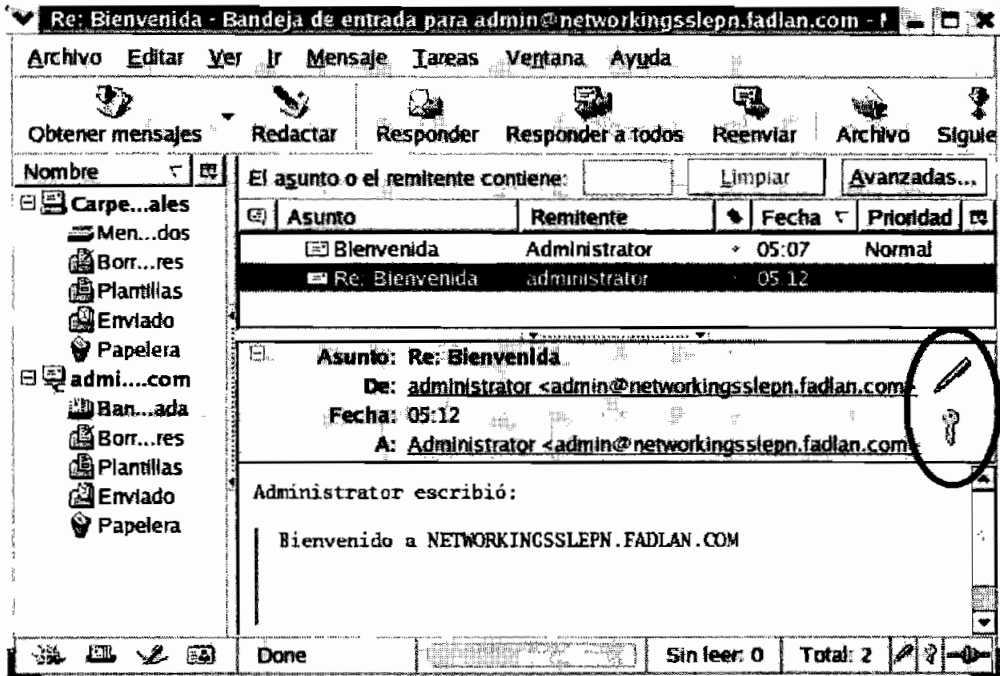 Re: Bienvenida - Bandeja de entrada para admin@networkingsslepn.fadlan.com -
Archivo Editar Ver Ir Mensaje Tareas Ventana Ayuda
Obtener mensajes Redactar Responder Responder a todos Reenviar Archivo Siguie
Nombre
El asunto o el remitente contiene: Limpiar Avanzadas...
Asunto Remitente Fecha Prioridad
Bienvenida Administrator 05:07 Normal
Re: Bienvenida administrator 05:12
Carpe...ales
Men...dos
Borr...res
Plantillas
Enviado
Papelera
admi....com
Ban...ada
Borr...res
Plantillas
Enviado
Papelera
Asunto: Re: Bienvenida
De: administrator <admin@networkingsslepn.fadlan.com>
Fecha: 05:12
A: Administrator <admin@networkingsslepn.fadlan.com>
Administrator escribió:
Bienvenido a NETWORKINGSSLEPN.FADLAN.COM
Done Sin leer: 0 Total: 2